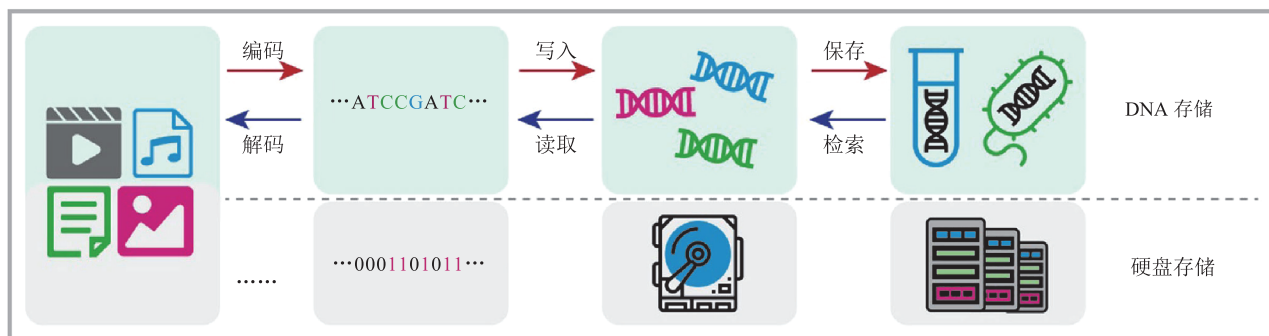 编码
写入
保存
…ATCCGATC…
DNA 存储
解码
读取
检索
…0001101011…
……
硬盘存储